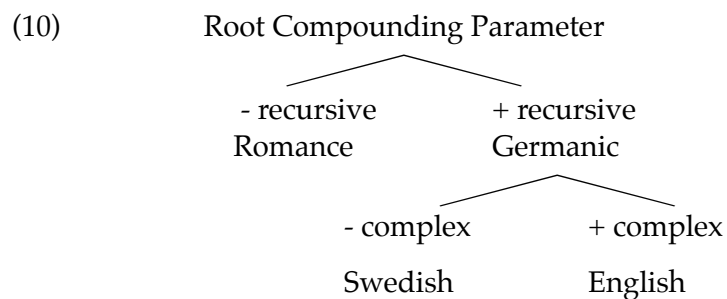 (10) Root Compounding Parameter
- recursive + recursive
Romance Germanic
- complex + complex
Swedish English